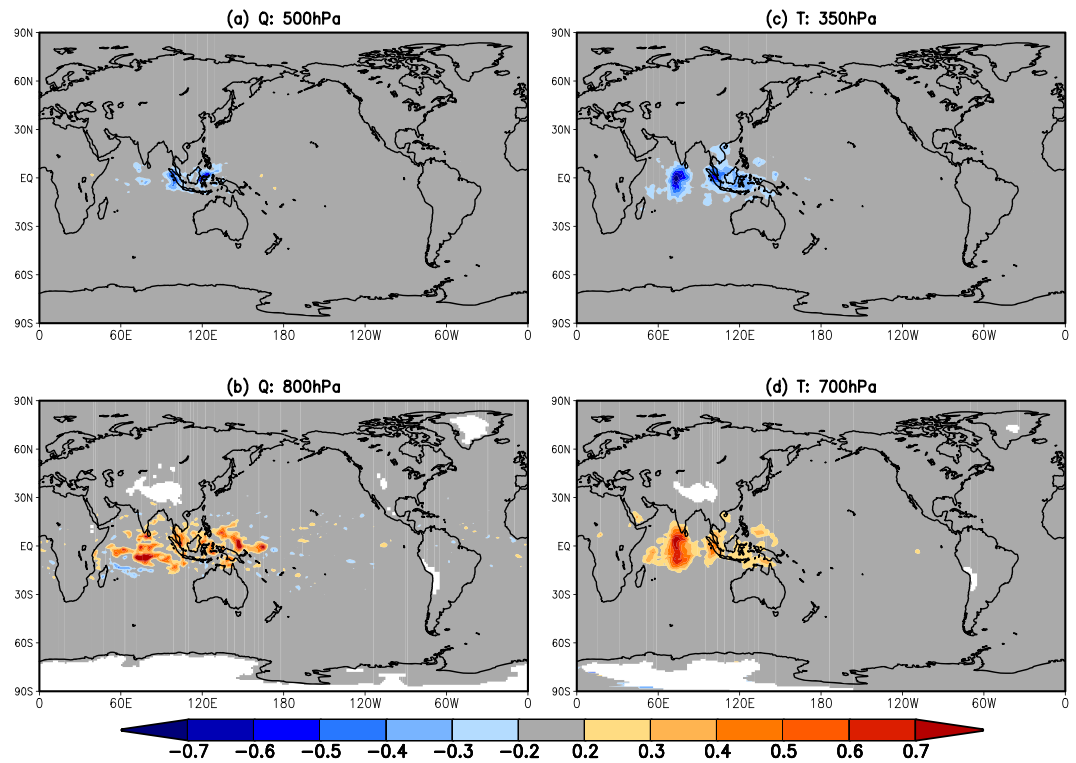 (a) Q: 500hPa
90N
60N
30N
EQ
30S
60S
90S
0 60E 120E 180 120W 60W 0
(c) T: 350hPa
90N
60N
30N
EQ
30S
60S
90S
0 60E 120E 180 120W 60W 0
(b) Q: 800hPa
90N
60N
30N
EQ
30S
60S
90S
0 60E 120E 180 120W 60W 0
(d) T: 700hPa
90N
60N
30N
EQ
30S
60S
90S
0 60E 120E 180 120W 60W 0
−0.7 −0.6 −0.5 −0.4 −0.3 −0.2 0.2 0.3 0.4 0.5 0.6 0.7